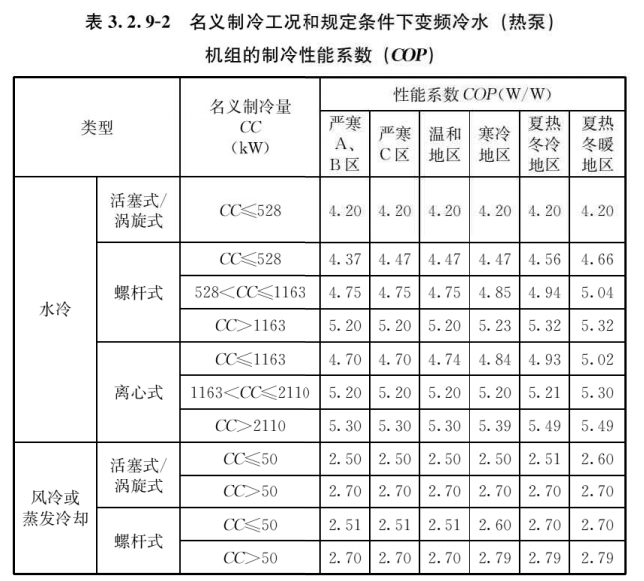 表 3.2.9-2 名义制冷工况和规定条件下变频冷水（热泵）
机组的制冷性能系数（COP）
类型 名义制冷量 CC （kW） 性能系数 COP(W/W)
严寒 A、B区 严寒 C区 温和地区 寒冷地区 夏热冬冷地区 夏热冬暖地区
水冷 活塞式/涡旋式 CC≤528 4.20 4.20 4.20 4.20 4.20 4.20
螺杆式 CC≤528 4.37 4.47 4.47 4.47 4.56 4.66
528<CC≤1163 4.75 4.75 4.75 4.85 4.94 5.04
CC>1163 5.20 5.20 5.20 5.23 5.32 5.32
离心式 CC≤1163 4.70 4.70 4.74 4.84 4.93 5.02
1163<CC≤2110 5.20 5.20 5.20 5.20 5.21 5.30
CC>2110 5.30 5.30 5.30 5.39 5.49 5.49
风冷或蒸发冷却 活塞式/涡旋式 CC≤50 2.50 2.50 2.50 2.50 2.51 2.60
CC>50 2.70 2.70 2.70 2.70 2.70 2.70
螺杆式 CC≤50 2.51 2.51 2.51 2.60 2.70 2.70
CC>50 2.70 2.70 2.70 2.79 2.79 2.79